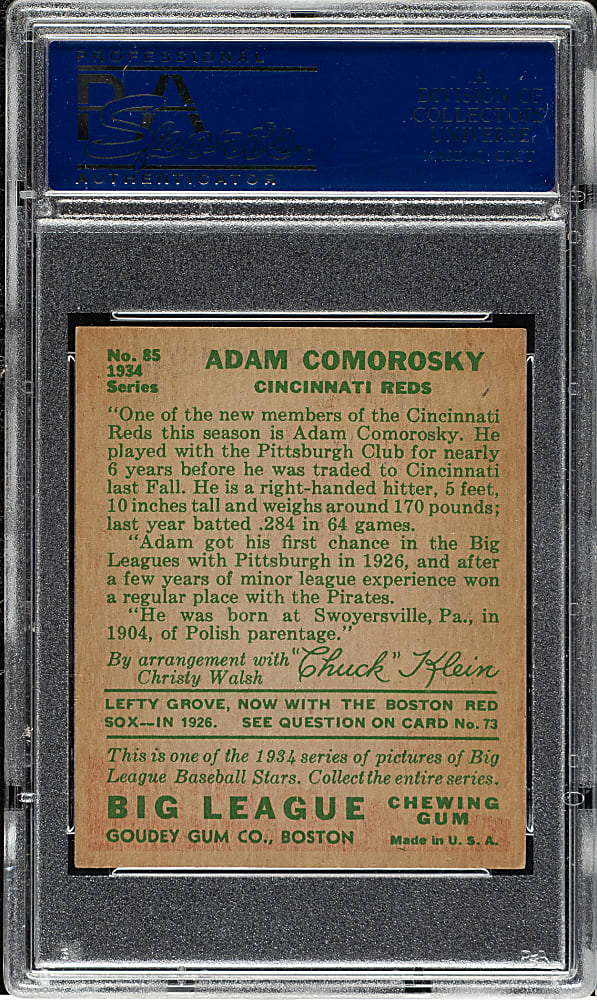 PROFESSIONAL
PSA
Sports
AUTHENTICATOR
A
DIVISION OF
COLLECTORS
UNIVERSE
NASDAQ: CLCT
No. 85
1934
Series
ADAM COMOROSKY
CINCINNATI REDS
"One of the new members of the Cincinnati
Reds this season is Adam Comorosky. He
played with the Pittsburgh Club for nearly
6 years before he was traded to Cincinnati
last Fall. He is a right-handed hitter, 5 feet,
10 inches tall and weighs around 170 pounds;
last year batted .284 in 64 games.
"Adam got his first chance in the Big
Leagues with Pittsburgh in 1926, and after
a few years of minor league experience won
a regular place with the Pirates.
"He was born at Swoyersville, Pa., in
1904, of Polish parentage."
By arrangement with "Chuck" Klein
Christy Walsh
LEFTY GROVE, NOW WITH THE BOSTON RED
SOX—IN 1926. SEE QUESTION ON CARD No. 73
This is one of the 1934 series of pictures of Big
League Baseball Stars. Collect the entire series.
BIG LEAGUE CHEWING GUM
GOUDEY GUM CO., BOSTON
Made in U. S. A.
PSA